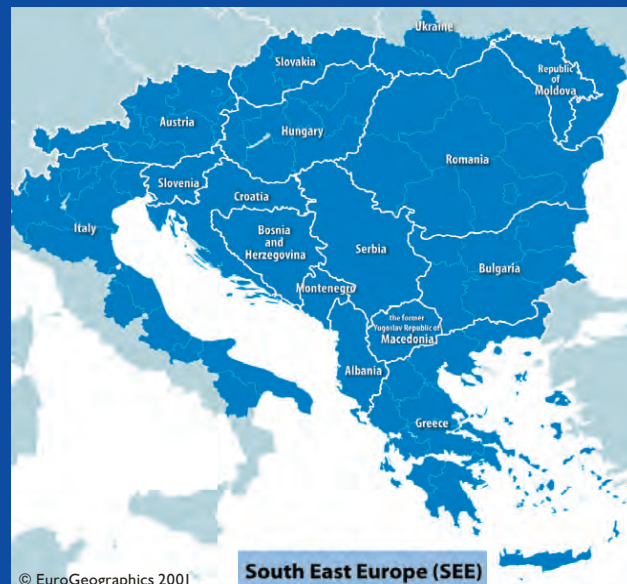 Ukraine
Slovakia
Republic
of
Moldova
Austria
Hungary
Romania
Slovenia
Croatia
Italy
Bosnia
and
Herzegovina
Serbia
Bulgaria
Montenegro
The former
Yugoslav Republic of
Macedonia
Albania
Greece
© EuroGeographics 2001
South East Europe (SEE)